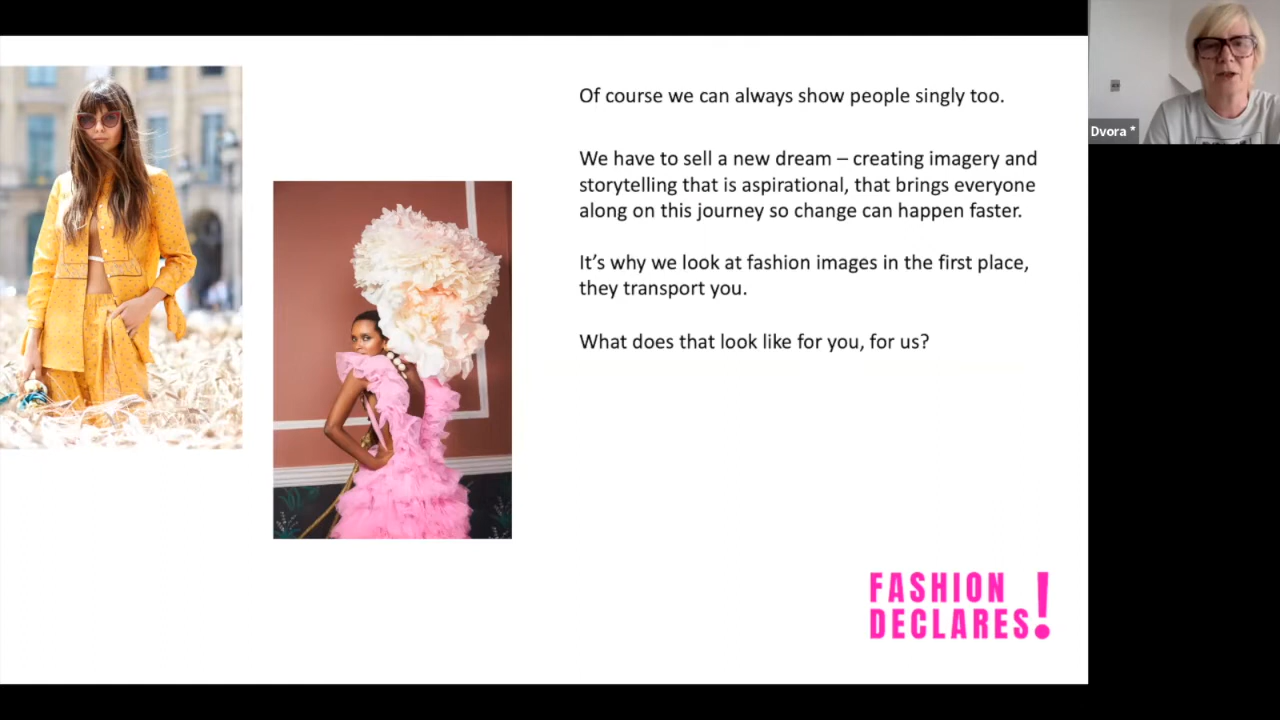 Of course we can always show people singly too.
We have to sell a new dream – creating imagery and
storytelling that is aspirational, that brings everyone
along on this journey so change can happen faster.
It’s why we look at fashion images in the first place,
they transport you.
What does that look like for you, for us?
Dvora *
FASHION
DECLARES!